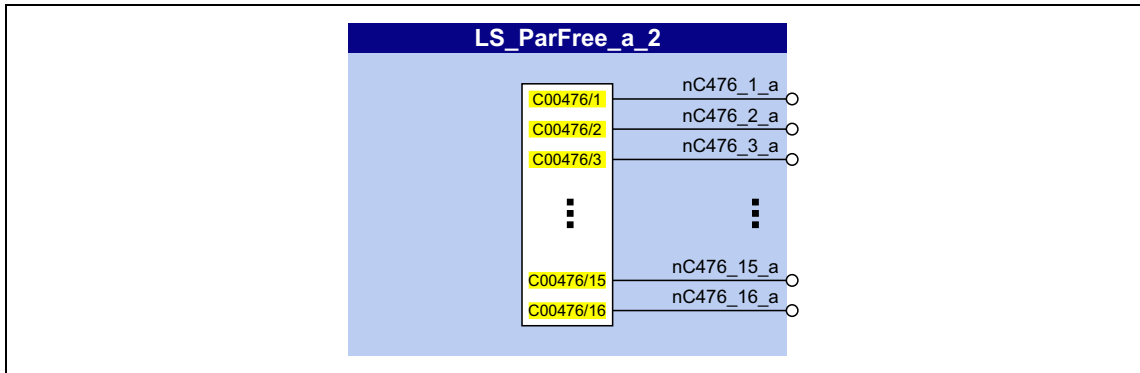 LS_ParFree_a_2
C00476/1 nC476_1_a
C00476/2 nC476_2_a
C00476/3 nC476_3_a
C00476/15 nC476_15_a
C00476/16 nC476_16_a